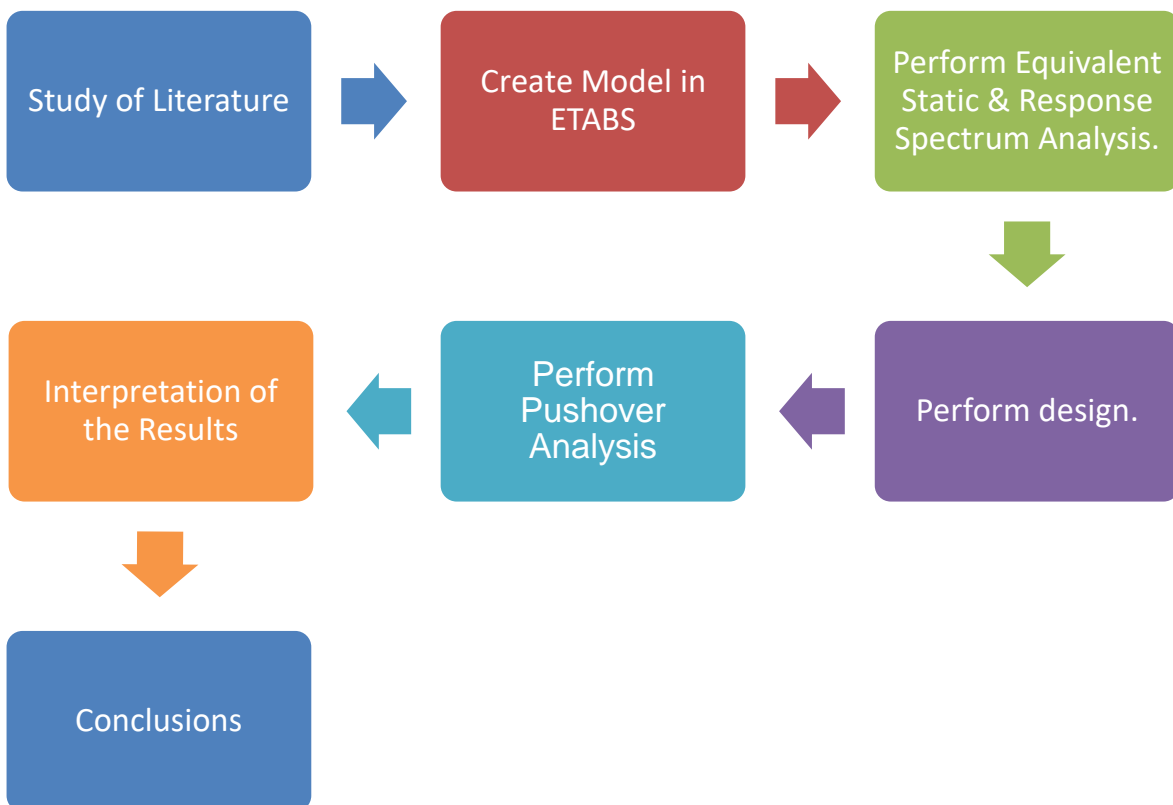 Study of Literature
Create Model in
ETABS
Perform Equivalent
Static & Response
Spectrum Analysis.
Perform design.
Perform
Pushover
Analysis
Interpretation of
the Results
Conclusions